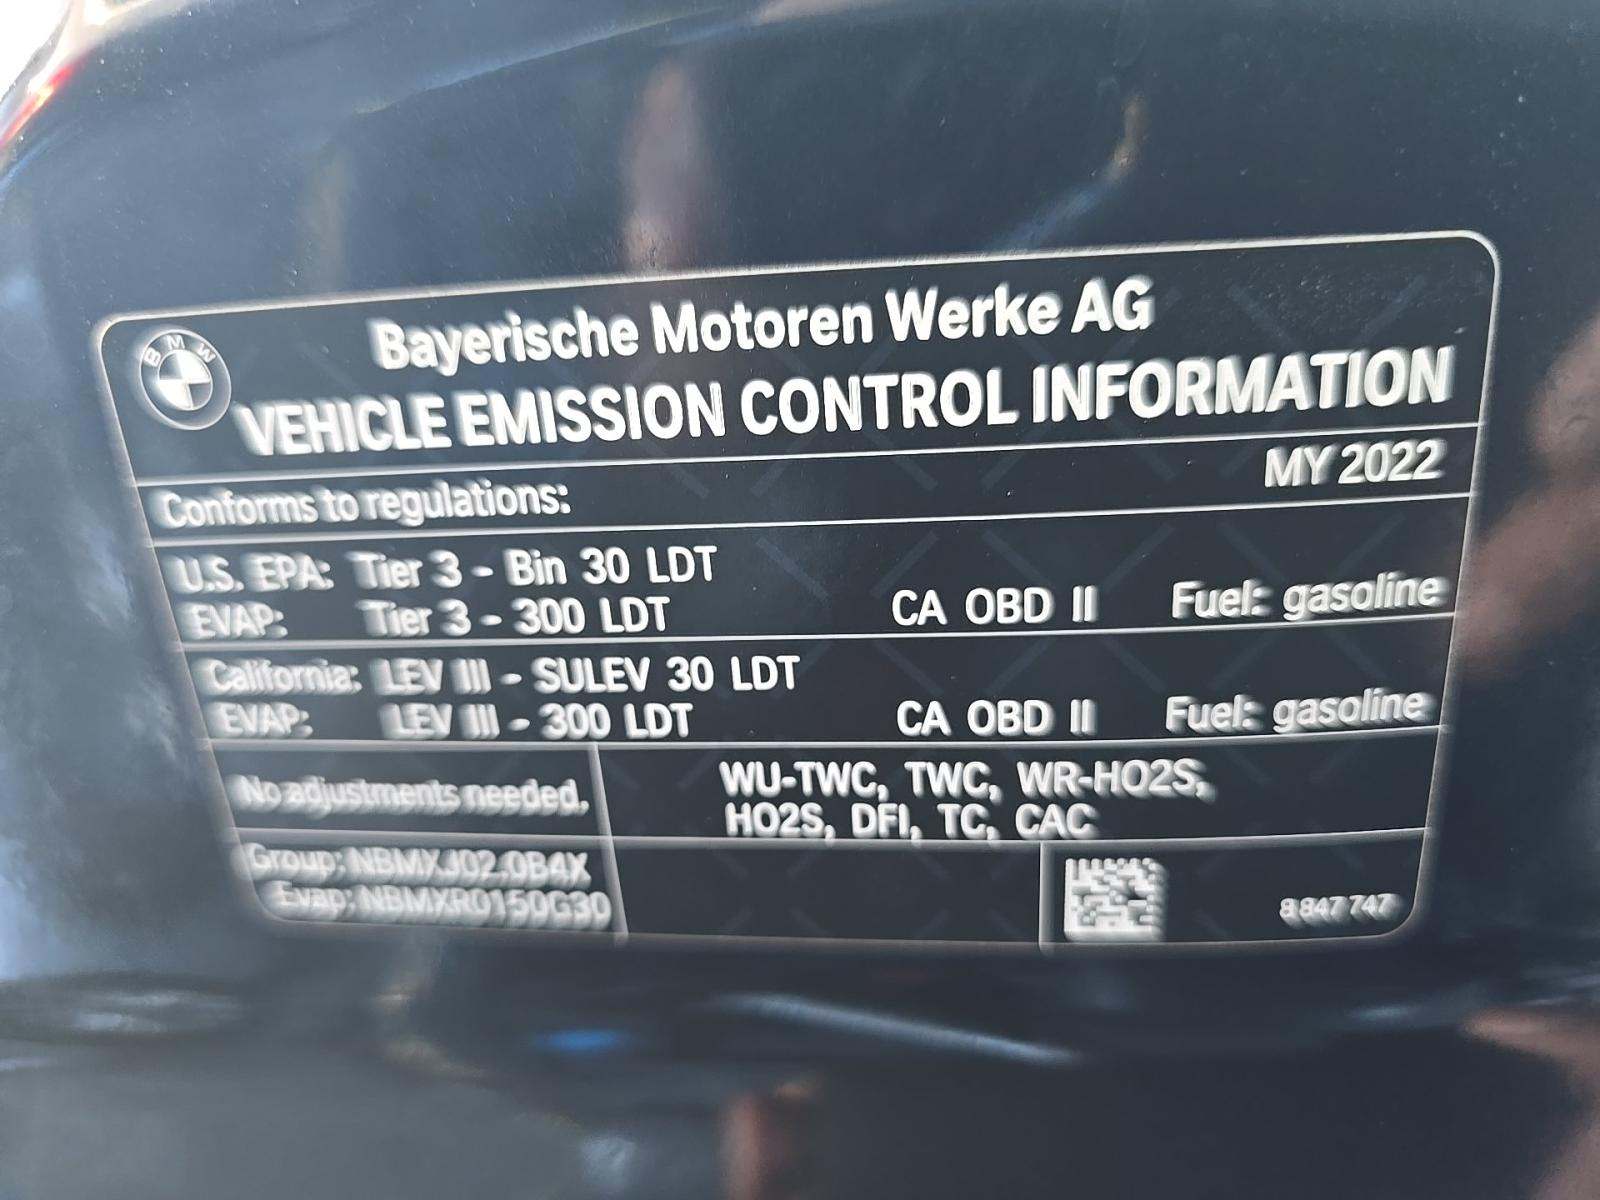 BMW
Bayerische Motoren Werke AG
VEHICLE EMISSION CONTROL INFORMATION
MY 2022
Conforms to regulations:
U.S. EPA: Tier 3 - Bin 30 LDT
EVAP: Tier 3 - 300 LDT CA OBD II Fuel: gasoline
California: LEV III - SULEV 30 LDT
EVAP: LEV III - 300 LDT CA OBD II Fuel: gasoline
No adjustments needed.
WU-TWC, TWC, WR-HO2S,
HO2S, DFI, TC, CAC
Group: NBMXJ02.0B4X
Evap: NBMXR0150G30
8 847 747